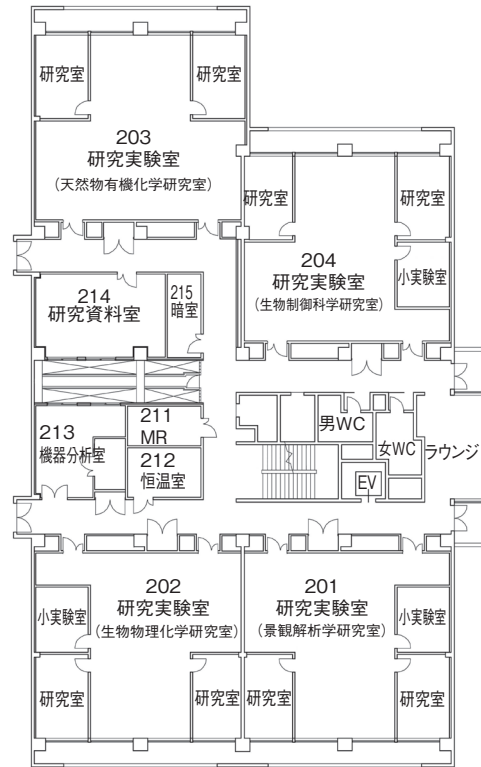 研究室
研究室
203
研究実験室
(天然物有機化学研究室)
研究室
研究室
204
研究実験室
(生物制御科学研究室)
小実験室
214
研究資料室
215
暗室
213
機器分析室
211
MR
212
恒温室
男WC
女WC
ラウンジ
EV
202
研究実験室
(生物物理化学研究室)
小実験室
研究室
研究室
201
研究実験室
(景観解析学研究室)
小実験室
研究室
研究室